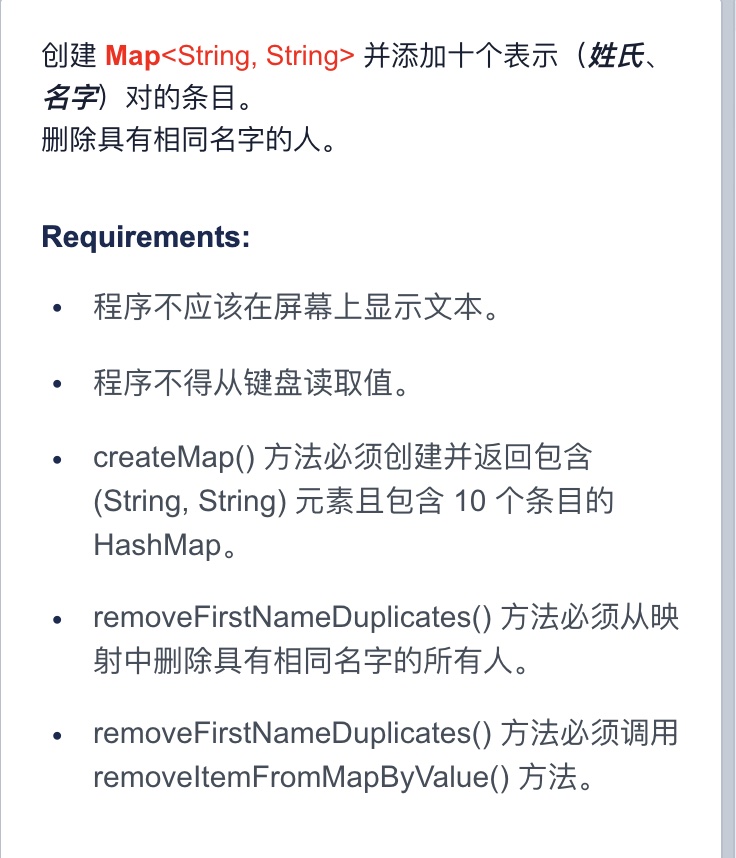 创建 Map<String, String> 并添加十个表示（姓氏、
名字）对的条目。
删除具有相同名字的人。
Requirements:
• 程序不应该在屏幕上显示文本。
• 程序不得从键盘读取值。
• createMap() 方法必须创建并返回包含
(String, String) 元素且包含 10 个条目的
HashMap。
• removeFirstNameDuplicates() 方法必须从映
射中删除具有相同名字的所有人。
• removeFirstNameDuplicates() 方法必须调用
removeItemFromMapByValue() 方法。